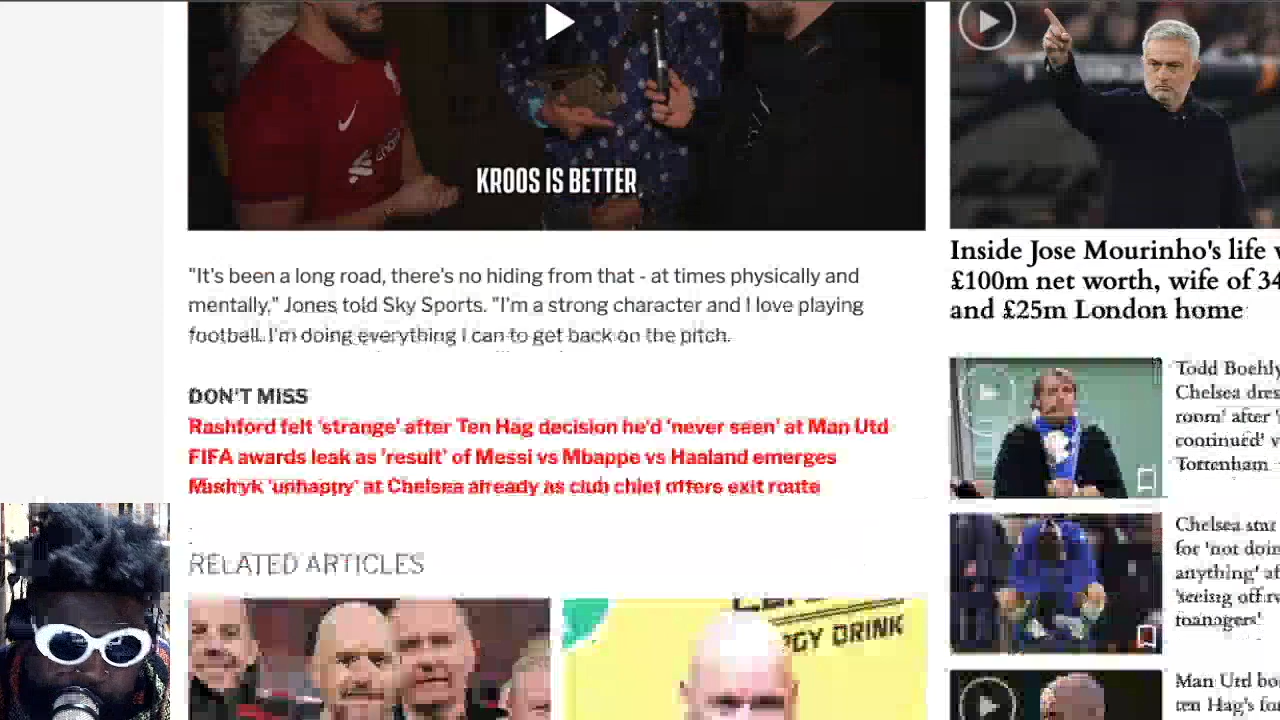 KROOS IS BETTER
"It's been a long road, there's no hiding from that - at times physically and
mentally," Jones told Sky Sports. "I'm a strong character and I love playing
football. I'm doing everything I can to get back on the pitch.
DON'T MISS
Rashford felt 'strange' after Ten Hag decision he'd 'never seen' at Man Utd
FIFA awards leak as 'result' of Messi vs Mbappe vs Haaland emerges
'unhappy' at Chelsea already as club chief offers exit route
RELATED ARTICLES
GY DRINK
Inside Jose Mourinho's life
£100m net worth, wife of 34
and £25m London home
Todd Boehly
Chelsea dres
room' after
continued'
Tottenham
Chelsea star
for 'not doin
anything' af
'seeing off
managers'
Man Utd bo
ten Hag's